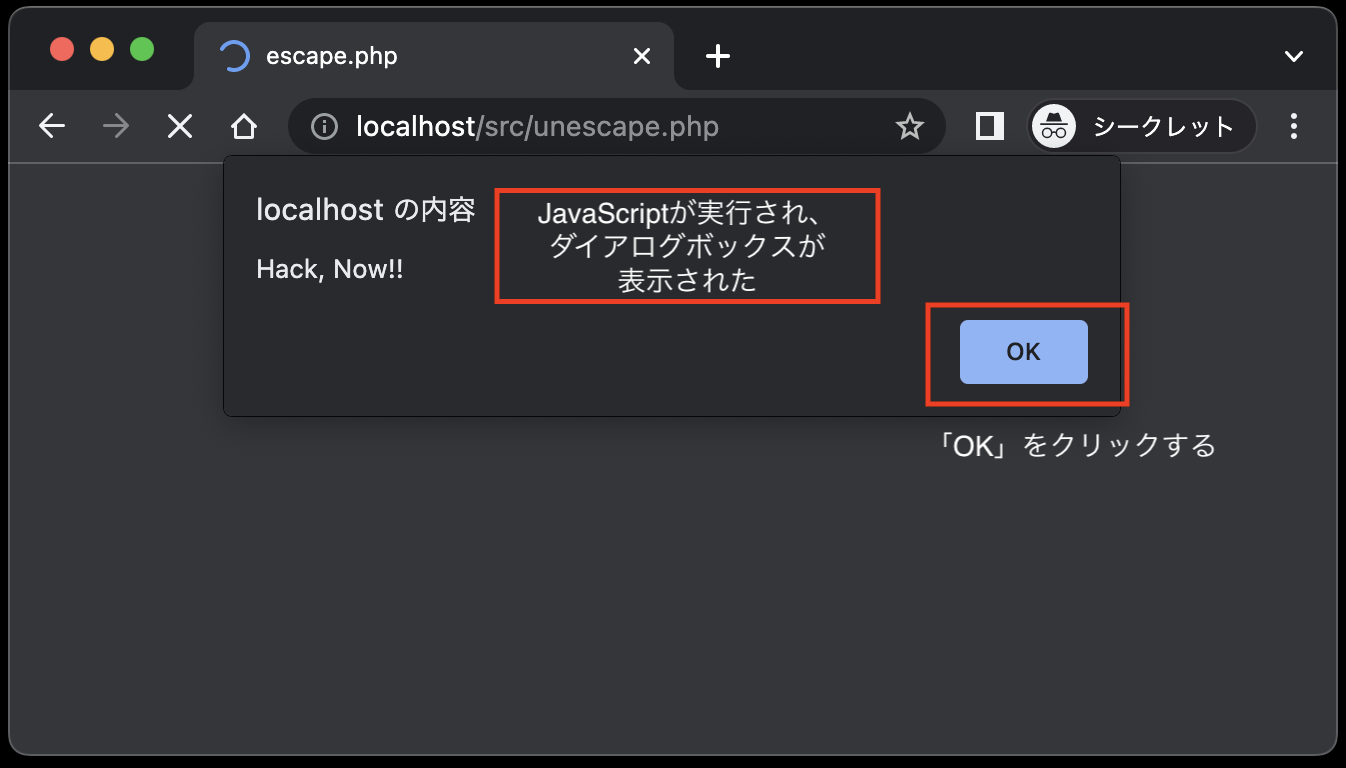 escape.php
localhost/src/unescape.php
シークレット
localhost の内容
JavaScriptが実行され、
ダイアログボックスが
表示された
Hack, Now!!
OK
「OK」をクリックする